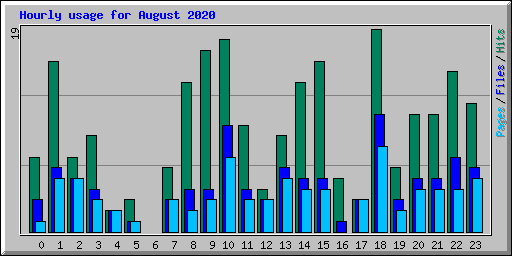 Hourly usage for August 2020
19
Pages / Files / Hits
0 1 2 3 4 5 6 7 8 9 10 11 12 13 14 15 16 17 18 19 20 21 22 23